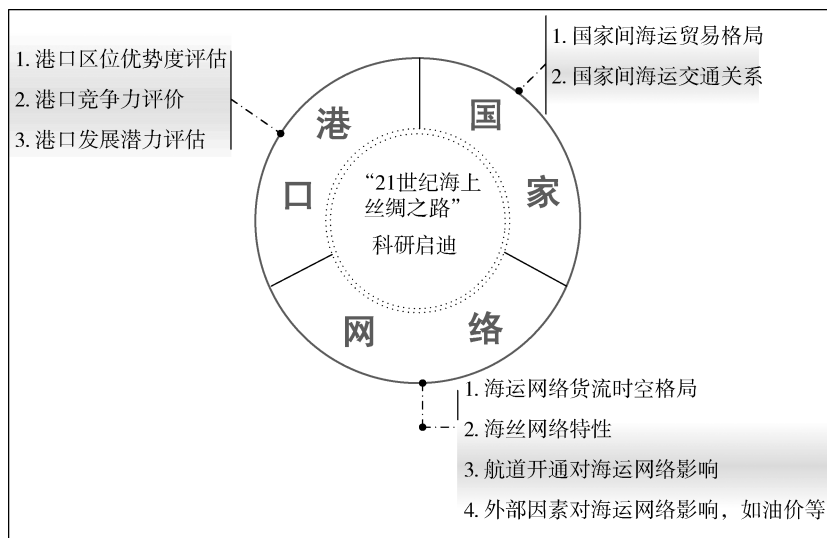 1. 港口区位优势度评估
2. 港口竞争力评价
3. 港口发展潜力评估
1. 国家间海运贸易格局
2. 国家间海运交通关系
港口
国家
“21世纪海上
丝绸之路”
科研启迪
网络
1. 海运网络货流时空格局
2. 海丝网络特性
3. 航道开通对海运网络影响
4. 外部因素对海运网络影响，如油价等